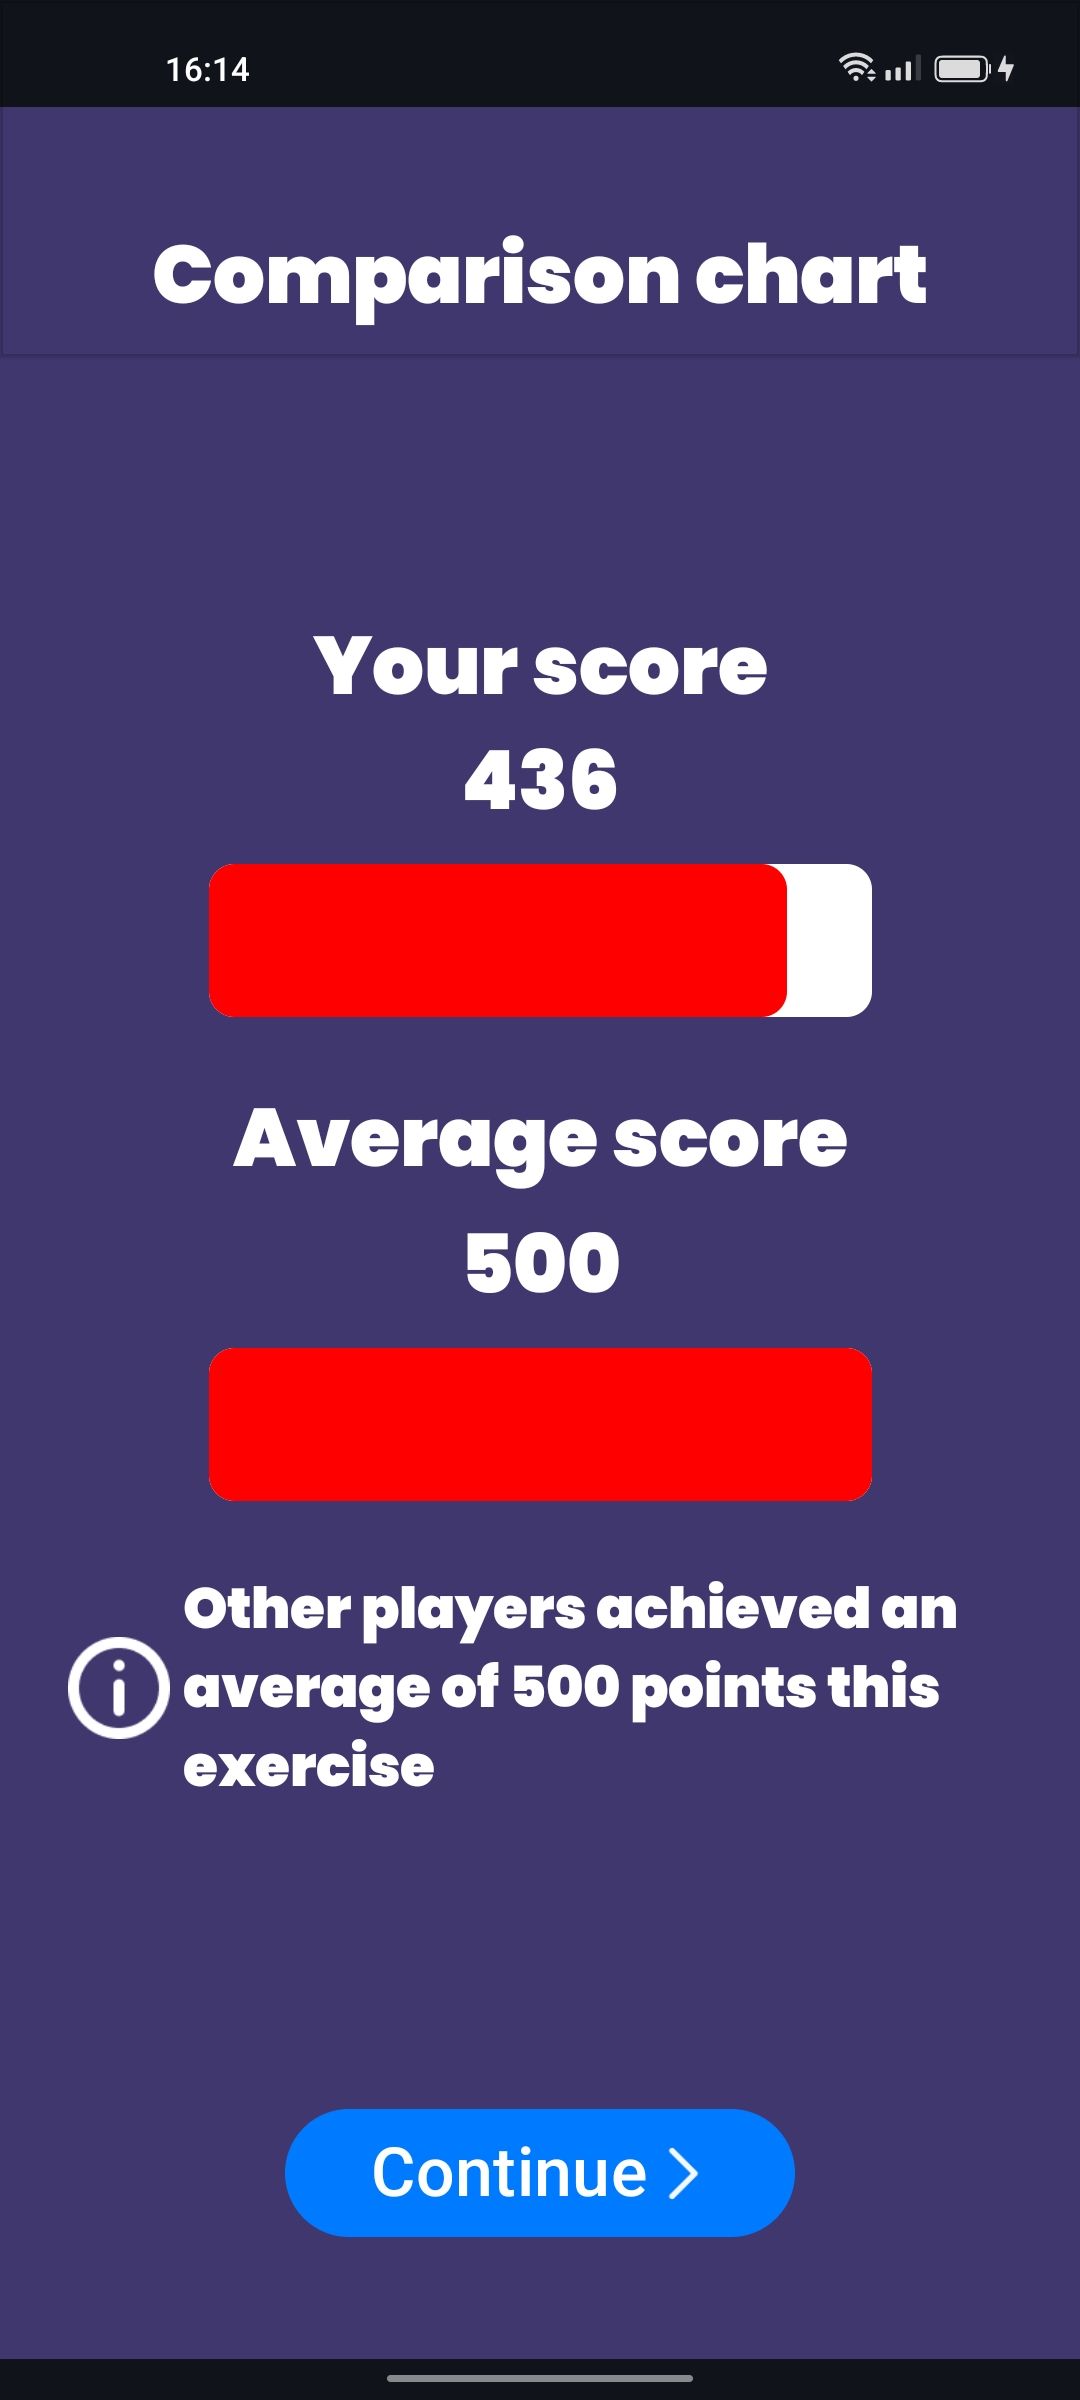 16:14
Comparison chart
Your score
436
Average score
500
Other players achieved an
average of 500 points this
exercise
Continue